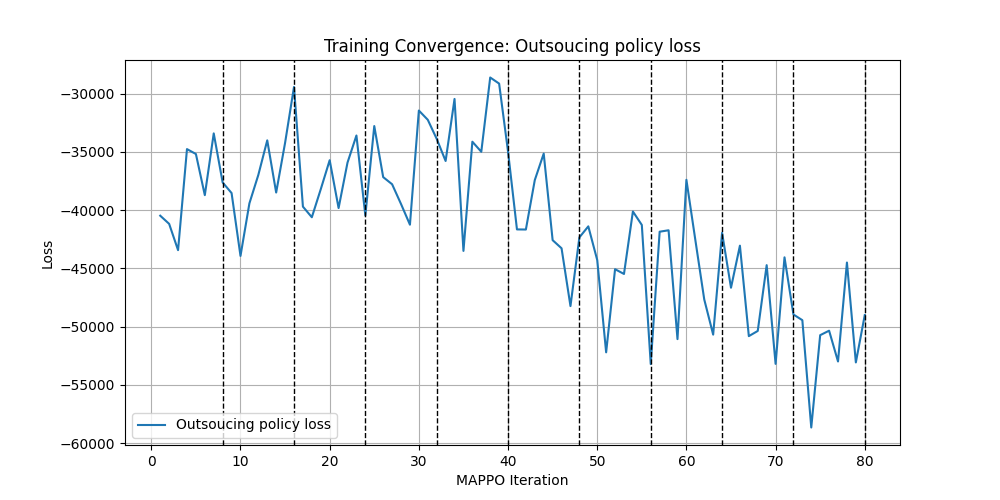 Training Convergence: Outsoucing policy loss
−30000
−35000
−40000
−45000
−50000
−55000
−60000
Loss
Outsoucing policy loss
0 10 20 30 40 50 60 70 80
MAPPO Iteration